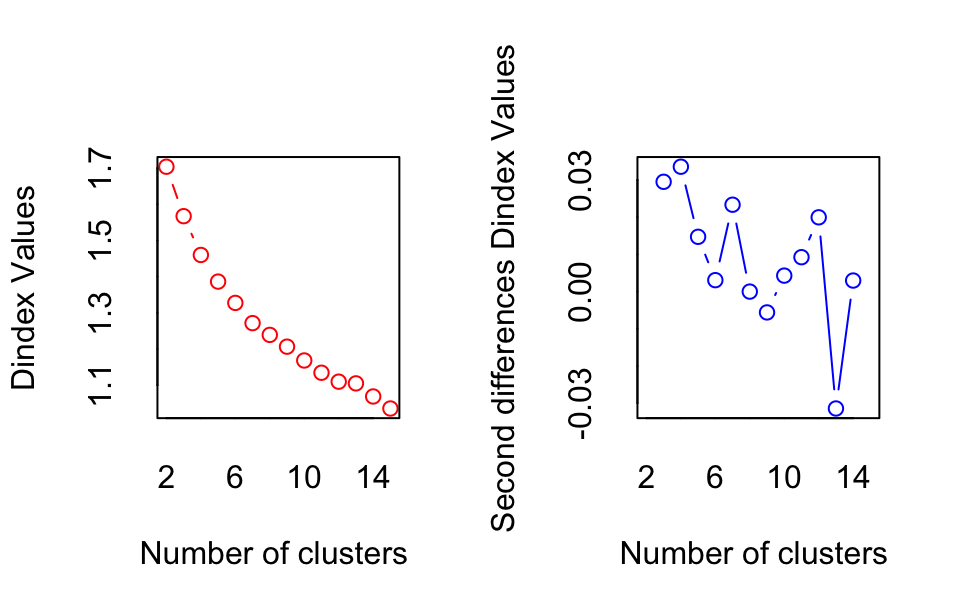 Dindex Values
1.7
1.5
1.3
1.1
2 6 10 14
Number of clusters
Second differences Dindex Values
0.03
0.00
-0.03
2 6 10 14
Number of clusters